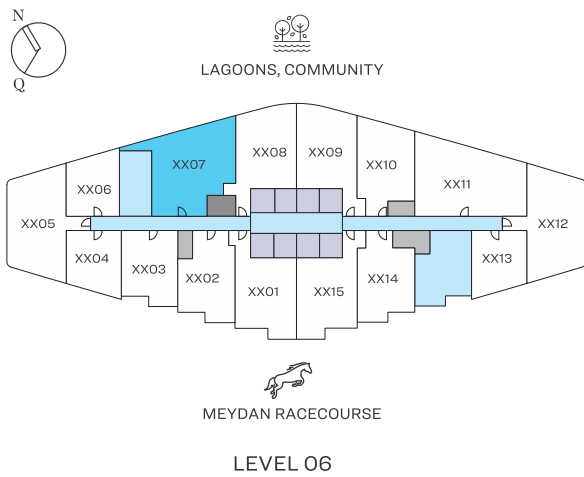 N
Q
LAGOONS, COMMUNITY
XX08
XX09
XX07
XX10
XX06
XX11
XX05
XX12
XX04
XX03
XX02
XX01
XX15
XX14
XX13
MEYDAN RACECOURSE
LEVEL 06